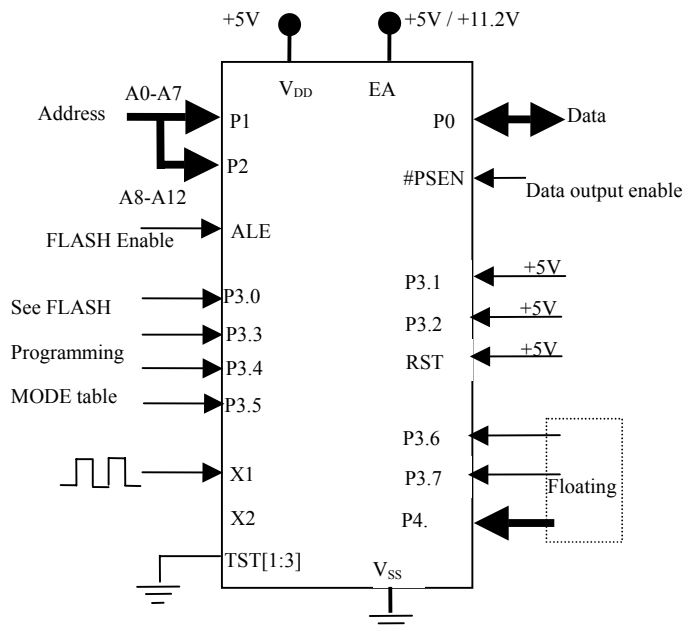 +5V
+5V / +11.2V
V_DD
EA
A0-A7
Address
P1
P0
Data
P2
#PSEN
A8-A12
Data output enable
ALE
FLASH Enable
+5V
P3.1
See FLASH
P3.0
+5V
P3.2
P3.3
+5V
Programming
P3.4
RST
MODE table
P3.5
P3.6
X1
P3.7
Floating
X2
P4.
TST[1:3]
V_SS